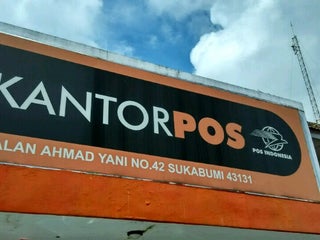 KANTORPOS
POS INDONESIA
ALAN AHMAD YANI NO.42 SUKABUMI 43131